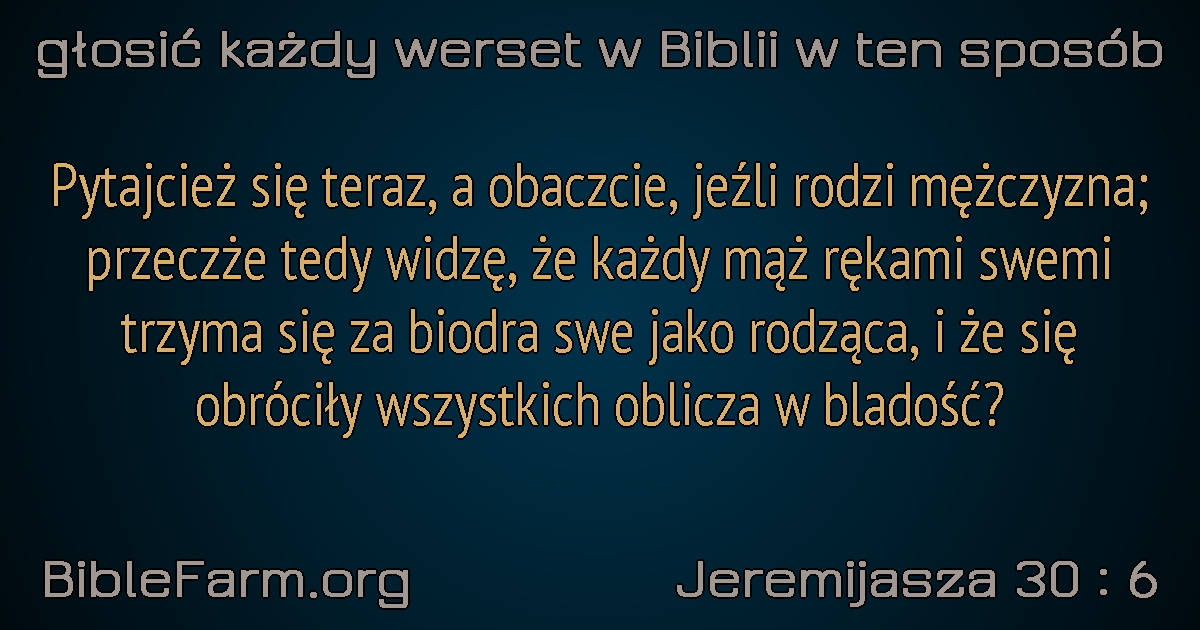 głosić każdy werset w Biblii w ten sposób
Pytajcież się teraz, a obaczcie, jeźli rodzi mężczyzna;
przeczże tedy widzę, że każdy mąż rękami swemi
trzyma się za biodra swe jako rodząca, i że się
obróciły wszystkich oblicza w bladość?
BibleFarm.org
Jeremijasza 30 : 6